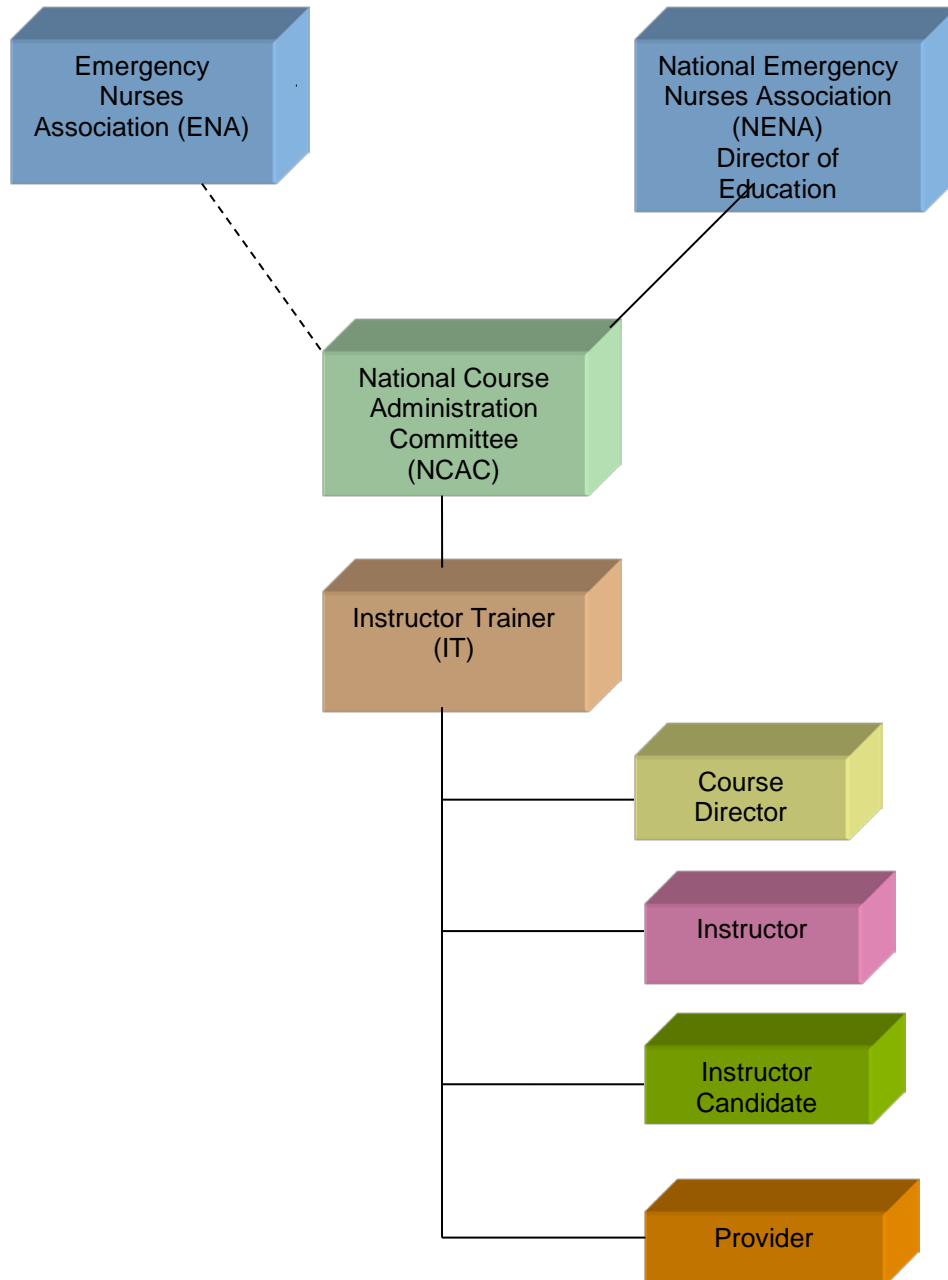 Emergency
Nurses
Association (ENA)
.
National Emergency
Nurses Association
(NENA)
Director of
Education
National Course
Administration
Committee
(NCAC)
Instructor Trainer
(IT)
Course
Director
Instructor
Instructor
Candidate
Provider